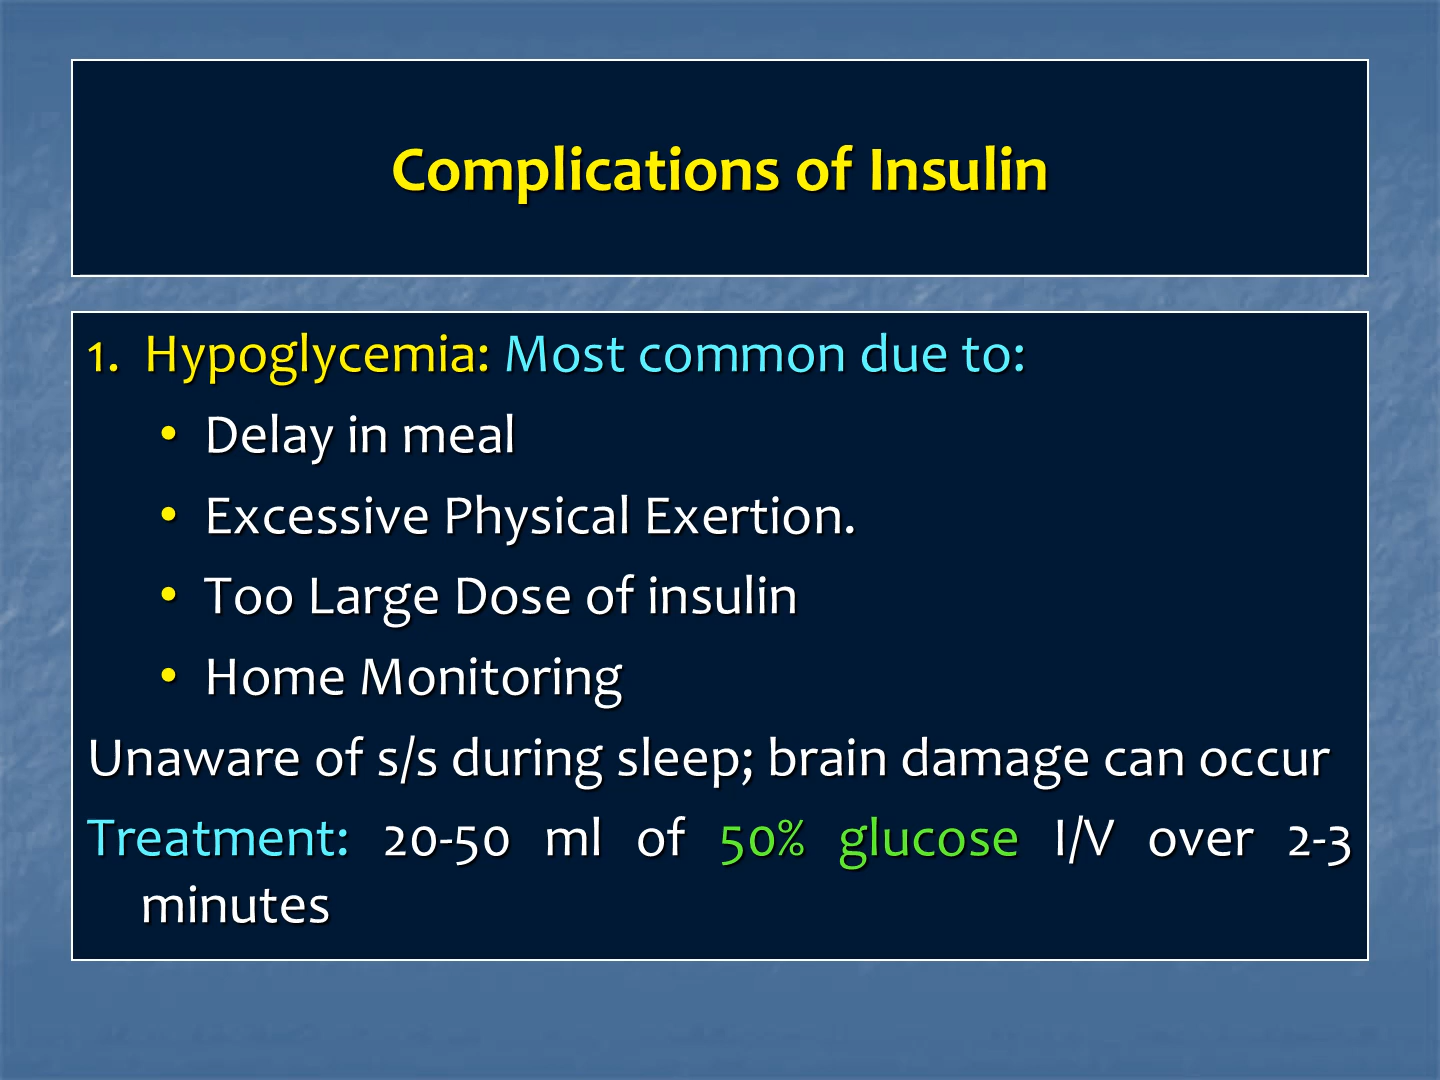 Complications of Insulin
1. Hypoglycemia: Most common due to:
• Delay in meal
• Excessive Physical Exertion.
• Too Large Dose of insulin
• Home Monitoring
Unaware of s/s during sleep; brain damage can occur
Treatment: 20-50 ml of 50% glucose I/V over 2-3
minutes